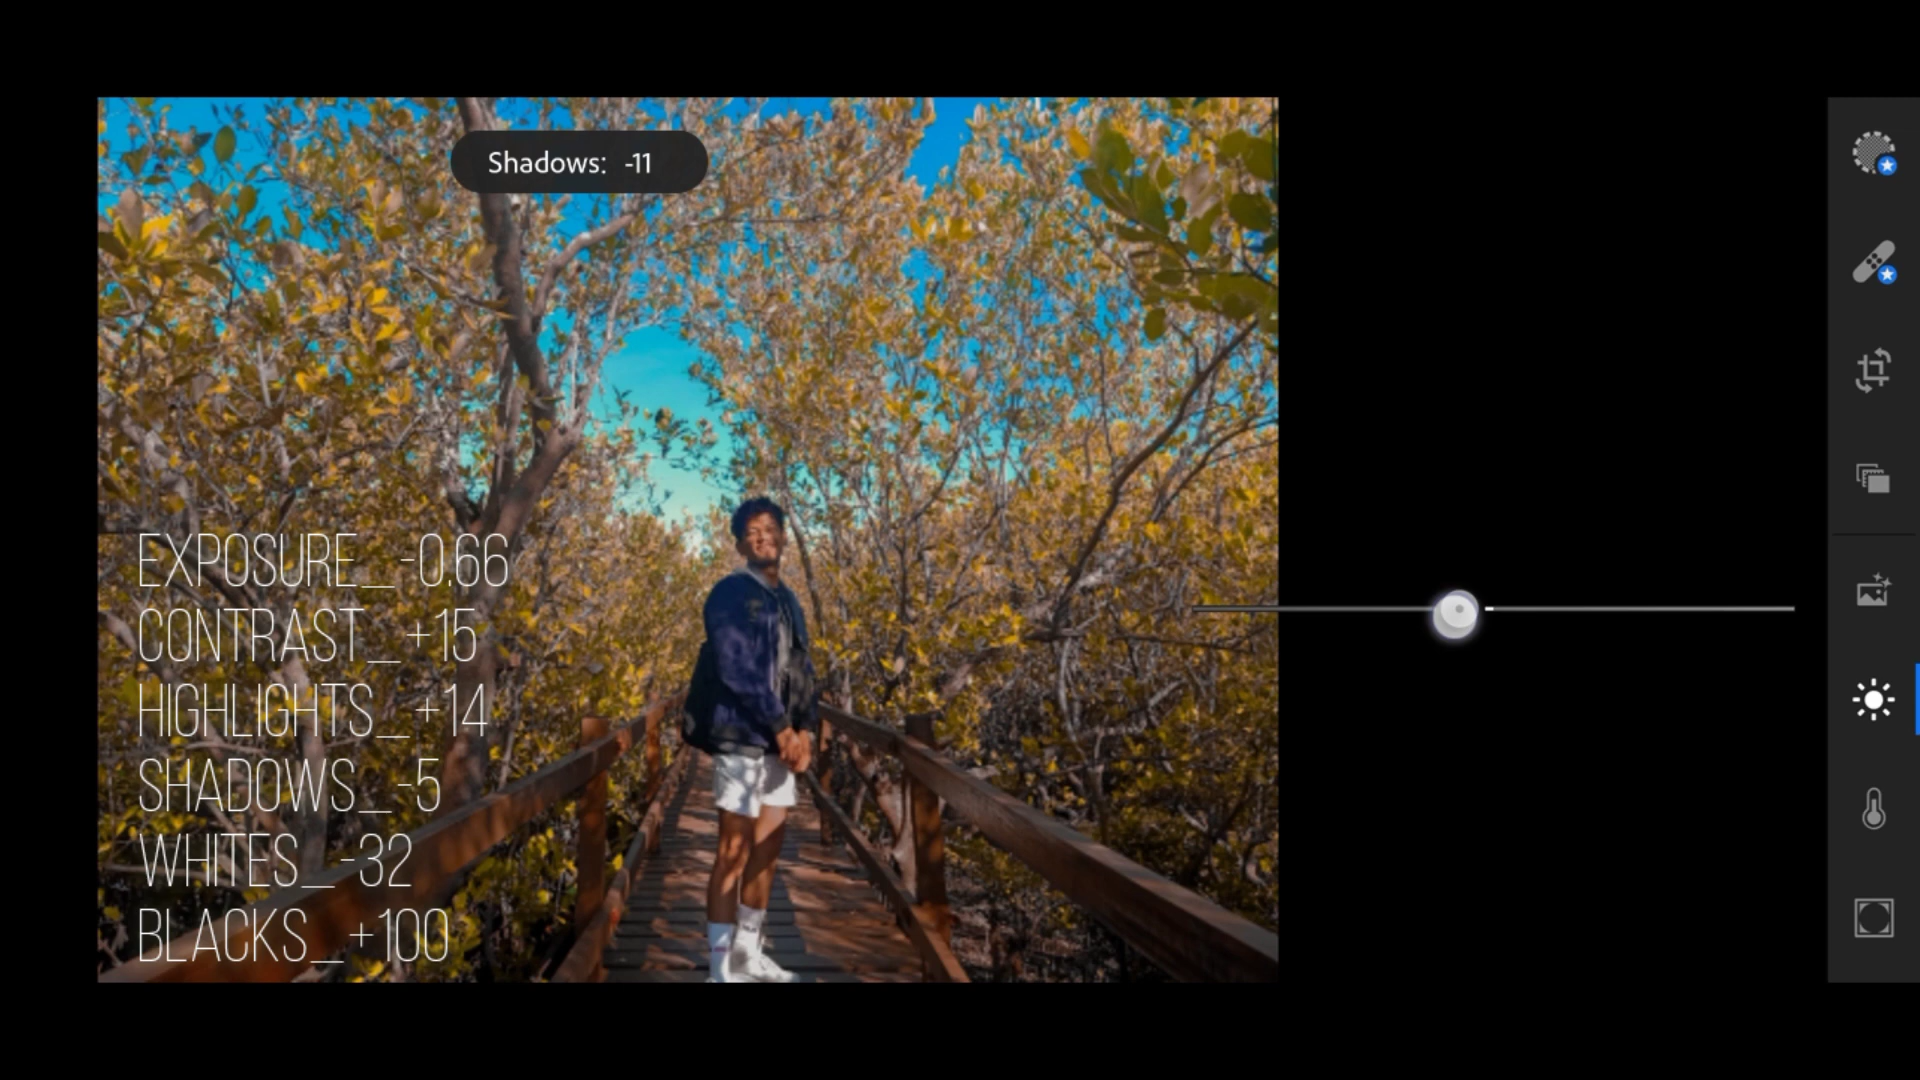 Shadows: -11
EXPOSURE_-0.66
CONTRAST_+15
HIGHLIGHTS_+14
SHADOWS_-5
WHITES_-32
BLACKS_+100